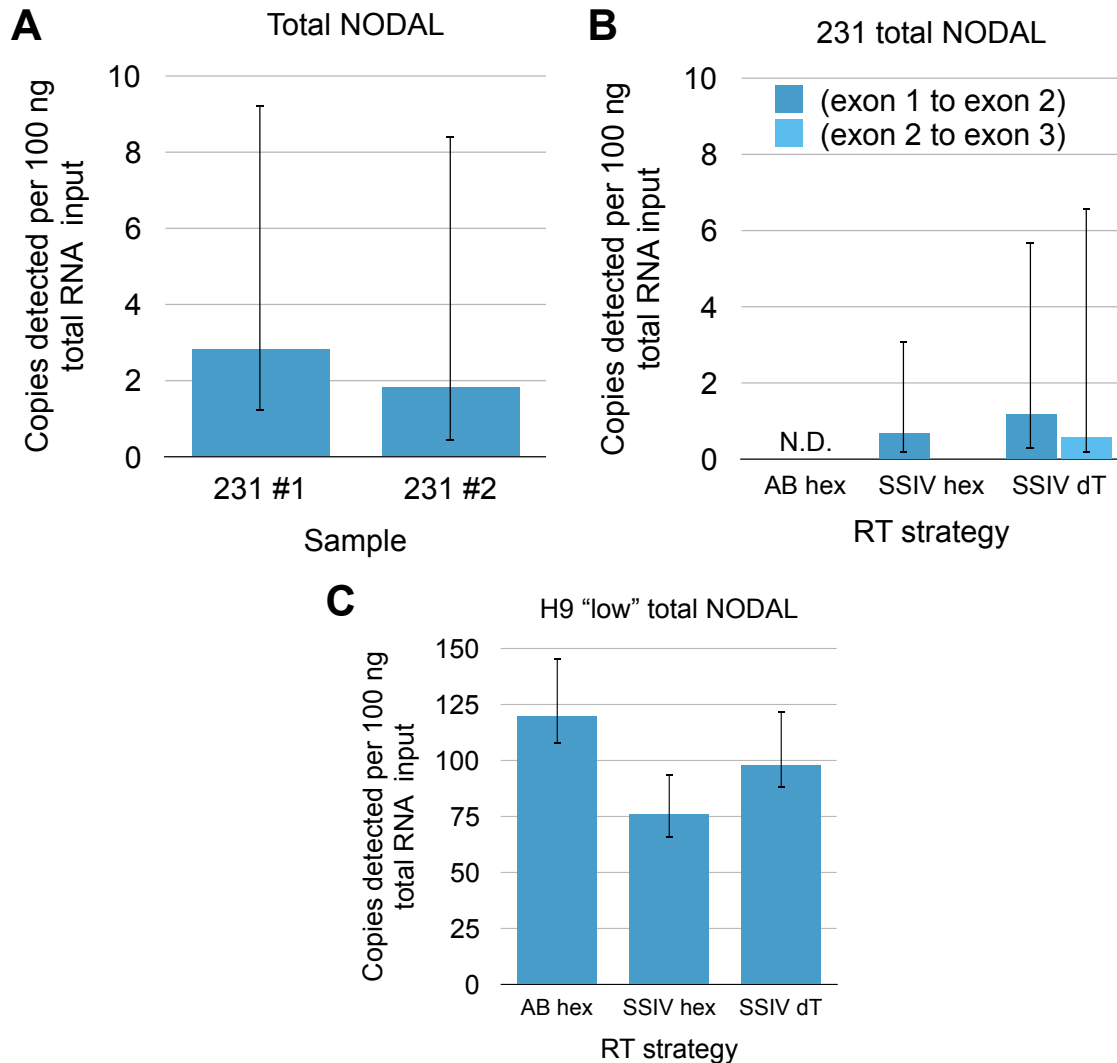 A
Total NODAL
Copies detected per 100 ng
total RNA input
10
8
6
4
2
0
231 #1
231 #2
Sample
B
231 total NODAL
Copies detected per 100 ng
total RNA input
10
8
6
4
2
0
(exon 1 to exon 2)
(exon 2 to exon 3)
N.D.
AB hex
SSIV hex
SSIV dT
RT strategy
C
H9 “low” total NODAL
Copies detected per 100 ng
total RNA input
150
125
100
75
50
25
0
AB hex
SSIV hex
SSIV dT
RT strategy